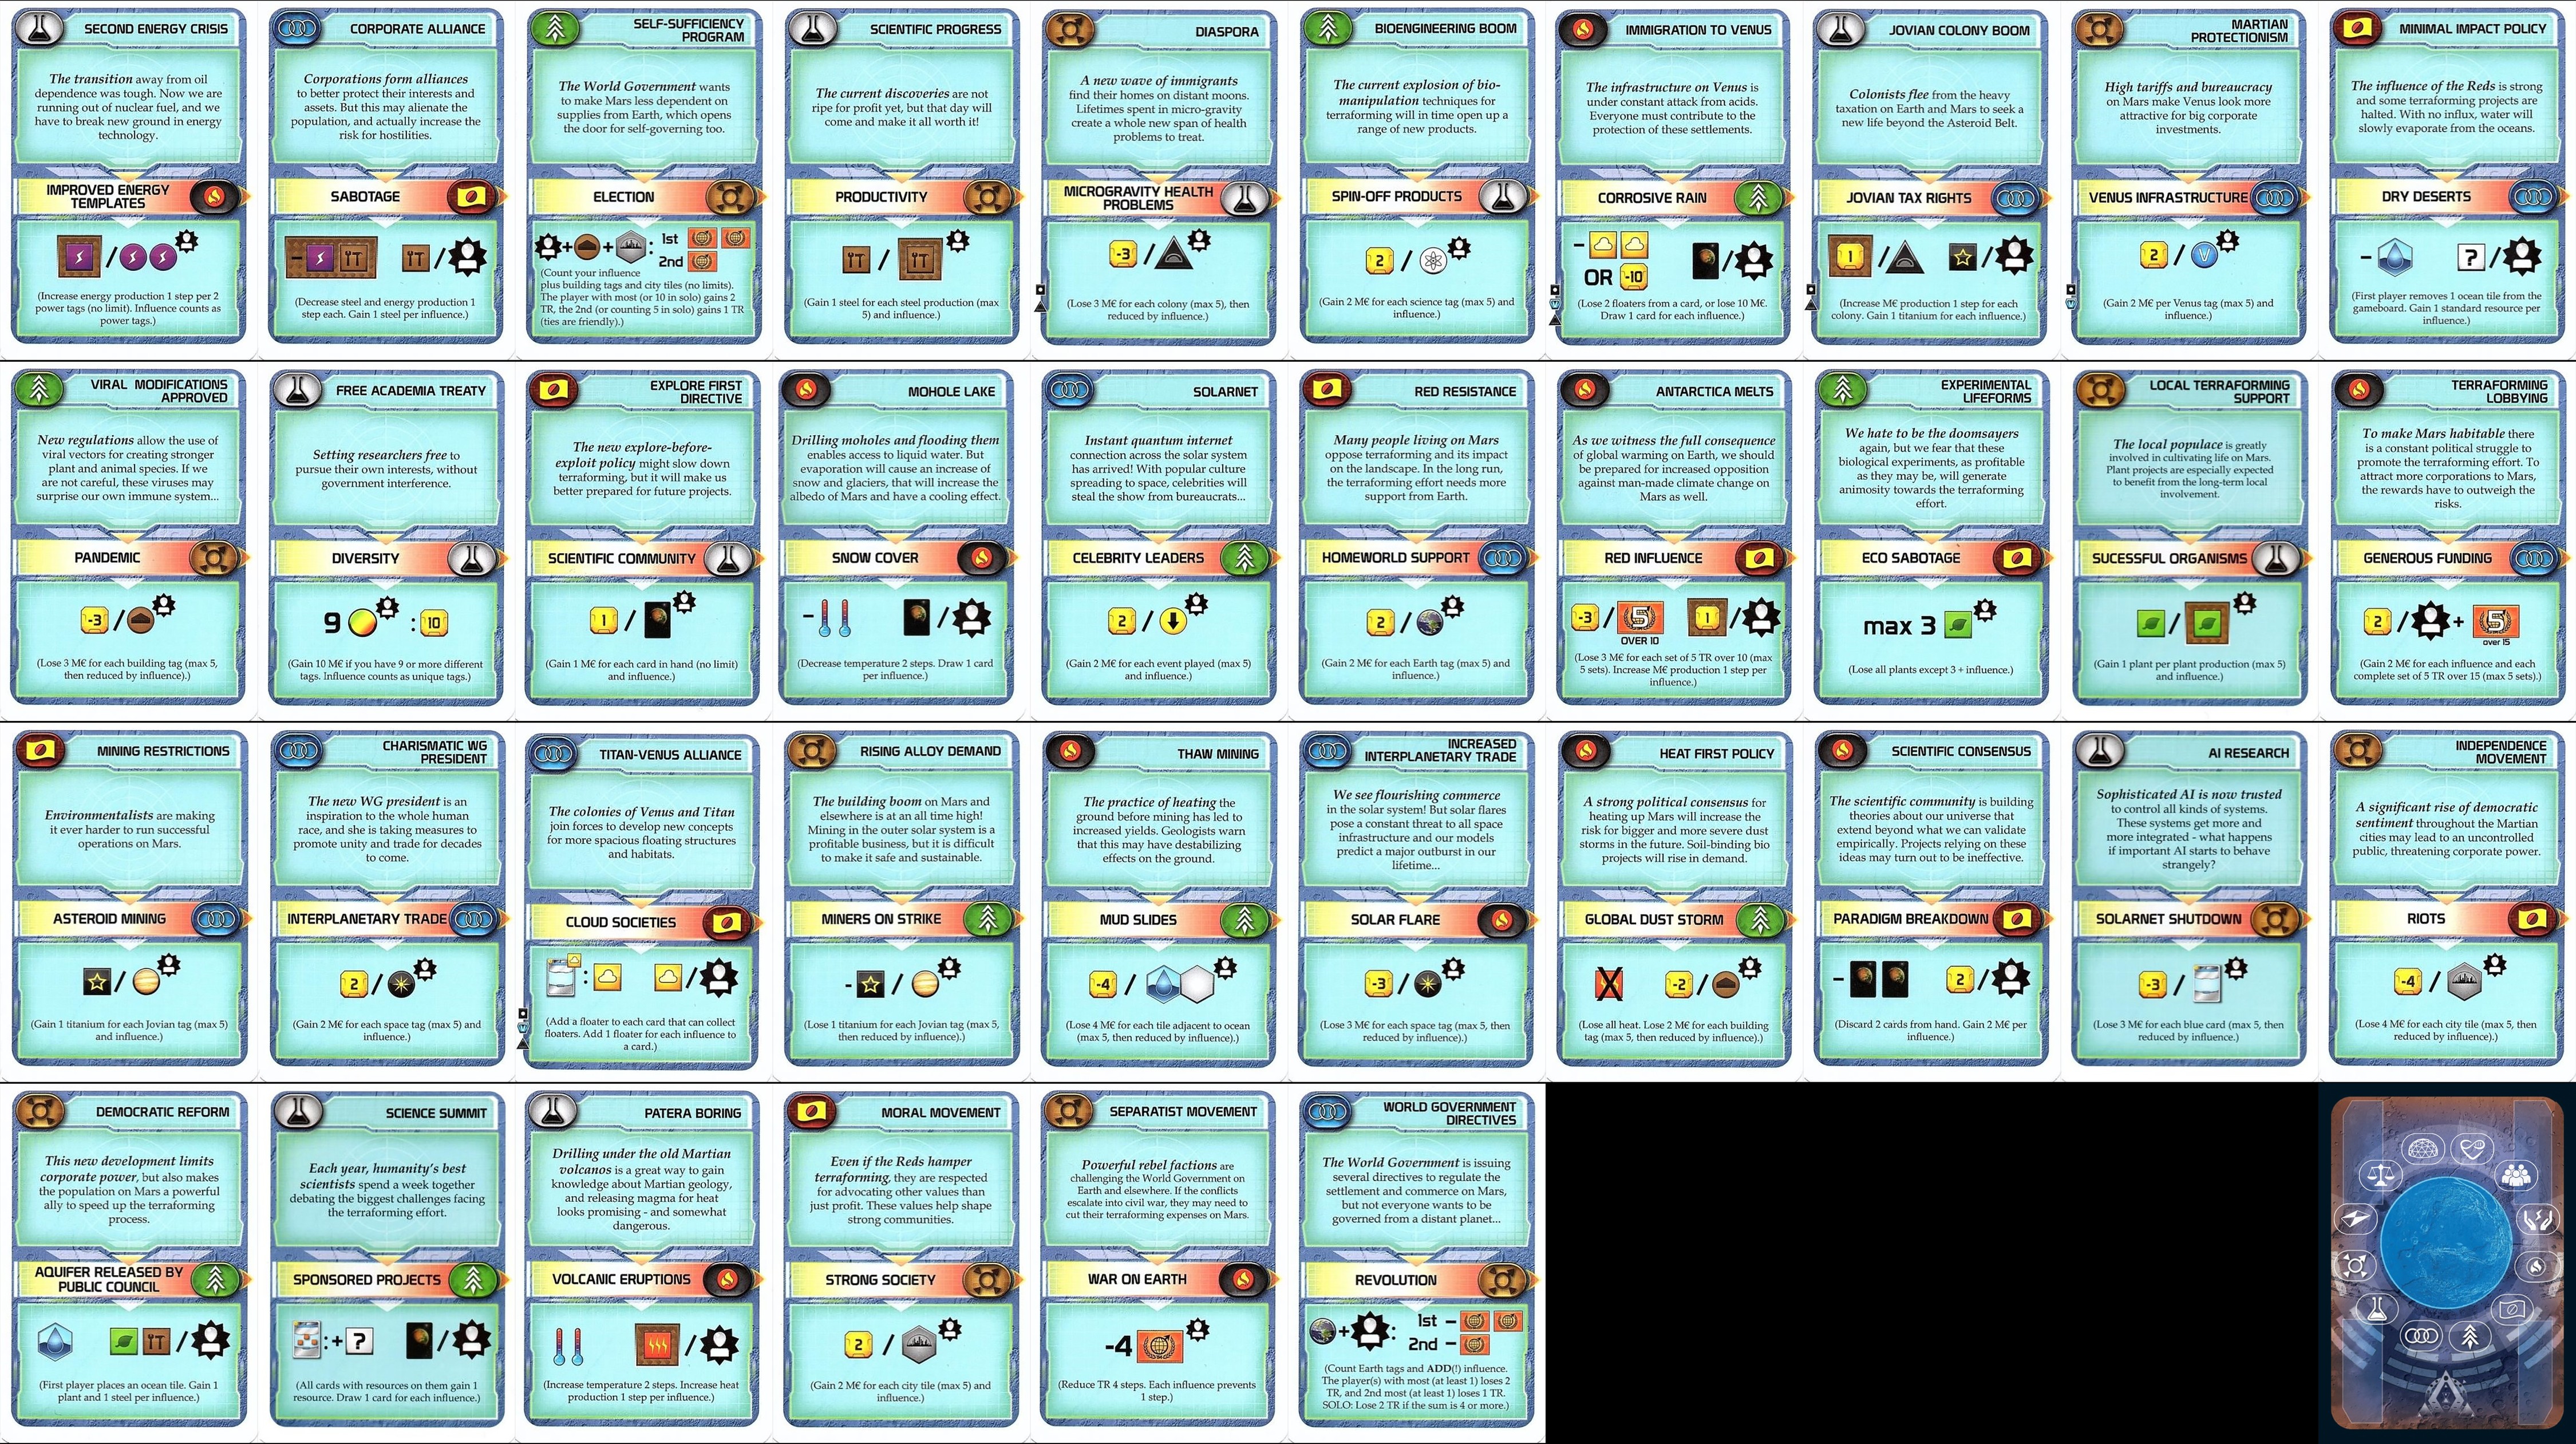 SECOND ENERGY CRISIS
The transition away from oil
dependence was tough. Now we are
running out of nuclear fuel, and we
have to break new ground in energy
technology.
IMPROVED ENERGY
TEMPLATES
/
(Increase energy production 1 step per 2
power tags (no limit). Influence counts as
power tags.)
CORPORATE ALLIANCE
Corporations form alliances
to better protect their interests and
assets. But this may alienate the
population, and actually increase the
risk for hostilities.
SABOTAGE
- /
(Decrease steel and energy production 1
step each. Gain 1 steel per influence.)
SELF-SUFFICIENCY
PROGRAM
The World Government wants
to make Mars less dependent on
supplies from Earth, which opens
the door for self-governing too.
ELECTION
+ + : 1st
2nd
(Count your influence
plus building tags and city tiles (no limits).
The player with most (or 10 in solo) gains 2
TR, the 2nd (or counting 5 in solo) gains 1 TR
(ties are friendly).)
SCIENTIFIC PROGRESS
The current discoveries are not
ripe for profit yet, but that day will
come and make it all worth it!
PRODUCTIVITY
/
(Gain 1 steel for each steel production (max
5) and influence.)
DIASPORA
A new wave of immigrants
find their homes on distant moons.
Lifetimes spent in micro-gravity
create a whole new span of health
problems to treat.
MICROGRAVITY HEALTH
PROBLEMS
-3 /
(Lose 3 M€ for each colony (max 5), then
reduced by influence.)
BIOENGINEERING BOOM
The current explosion of bio-
manipulation techniques for
terraforming will in time open up a
range of new products.
SPIN-OFF PRODUCTS
2 /
(Gain 2 M€ for each science tag (max 5) and
influence.)
IMMIGRATION TO VENUS
The infrastructure on Venus is
under constant attack from acids.
Everyone must contribute to the
protection of these settlements.
CORROSIVE RAIN
- /
OR -10
(Lose 2 floaters from a card, or lose 10 M€.
Draw 1 card for each influence.)
JOVIAN COLONY BOOM
Colonists flee from the heavy
taxation on Earth and Mars to seek a
new life beyond the Asteroid Belt.
JOVIAN TAX RIGHTS
1 / /
(Increase M€ production 1 step for each
colony. Gain 1 titanium for each influence.)
MARTIAN
PROTECTIONISM
High tariffs and bureaucracy
on Mars make Venus look more
attractive for big corporate
investments.
VENUS INFRASTRUCTURE
2 / V
(Gain 2 M€ per Venus tag (max 5) and
influence.)
MINIMAL IMPACT POLICY
The influence of the Reds is strong
and some terraforming projects are
halted. With no influx, water will
slowly evaporate from the oceans.
DRY DESERTS
- ? /
(First player removes 1 ocean tile from the
gameboard. Gain 1 standard resource per
influence.)
VIRAL MODIFICATIONS
APPROVED
New regulations allow the use of
viral vectors for creating stronger
plant and animal species. If we
are not careful, these viruses may
surprise our own immune system...
PANDEMIC
-3 /
(Lose 3 M€ for each building tag (max 5,
then reduced by influence).)
FREE ACADEMIA TREATY
Setting researchers free to
pursue their own interests, without
government interference.
DIVERSITY
9 : 10
(Gain 10 M€ if you have 9 or more different
tags. Influence counts as unique tags.)
EXPLORE FIRST
DIRECTIVE
The new explore-before-
exploit policy might slow down
terraforming, but it will make us
better prepared for future projects.
SCIENTIFIC COMMUNITY
1 /
(Gain 1 M€ for each card in hand (no limit)
and influence.)
MOHOLE LAKE
Drilling moholes and flooding them
enables access to liquid water. But
evaporation will cause an increase of
snow and glaciers, that will increase the
albedo of Mars and have a cooling effect.
SNOW COVER
- /
(Decrease temperature 2 steps. Draw 1 card
per influence.)
SOLARNET
Instant quantum internet
connection across the solar system
has arrived! With popular culture
spreading to space, celebrities will
steal the show from bureaucrats...
CELEBRITY LEADERS
2 /
(Gain 2 M€ for each event played (max 5)
and influence.)
RED RESISTANCE
Many people living on Mars
oppose terraforming and its impact
on the landscape. In the long run,
the terraforming effort needs more
support from Earth.
HOMEWORLD SUPPORT
2 /
(Gain 2 M€ for each Earth tag (max 5) and
influence.)
ANTARCTICA MELTS
As we witness the full consequence
of global warming on Earth, we should
be prepared for increased opposition
against man-made climate change on
Mars as well.
RED INFLUENCE
-3 / 5 1 /
OVER 10
(Lose 3 M€ for each set of 5 TR over 10 (max
5 sets). Increase M€ production 1 step per
influence.)
EXPERIMENTAL
LIFEFORMS
We hate to be the doomsayers
again, but we fear that these
biological experiments, as profitable
as they may be, will generate
animosity towards the terraforming
effort.
ECO SABOTAGE
max 3
(Lose all plants except 3 + influence.)
LOCAL TERRAFORMING
SUPPORT
The local populace is greatly
involved in cultivating life on Mars.
Plant projects are especially expected
to benefit from the long-term local
involvement.
SUCESSFUL ORGANISMS
/
(Gain 1 plant per plant production (max 5)
and influence.)
TERRAFORMING
LOBBYING
To make Mars habitable there
is a constant political struggle to
promote the terraforming effort. To
attract more corporations to Mars,
the rewards have to outweigh the
risks.
GENEROUS FUNDING
2 / + 5
over 15
(Gain 2 M€ for each influence and each
complete set of 5 TR over 15 (max 5 sets).)
MINING RESTRICTIONS
Environmentalists are making
it ever harder to run successful
operations on Mars.
ASTEROID MINING
/
(Gain 1 titanium for each Jovian tag (max 5)
and influence.)
CHARISMATIC WG
PRESIDENT
The new WG president is an
inspiration to the whole human
race, and she is taking measures to
promote unity and trade for decades
to come.
INTERPLANETARY TRADE
2 /
(Gain 2 M€ for each space tag (max 5) and
influence.)
TITAN-VENUS ALLIANCE
The colonies of Venus and Titan
join forces to develop new concepts
for more spacious floating structures
and habitats.
CLOUD SOCIETIES
: /
(Add a floater to each card that can collect
floaters. Add 1 floater for each influence to
a card.)
RISING ALLOY DEMAND
The building boom on Mars and
elsewhere is at an all time high!
Mining in the outer solar system is a
profitable business, but it is difficult
to make it safe and sustainable.
MINERS ON STRIKE
- /
(Lose 1 titanium for each Jovian tag (max 5,
then reduced by influence).)
THAW MINING
The practice of heating the
ground before mining has led to
increased yields. Geologists warn
that this may have destabilizing
effects on the ground.
MUD SLIDES
-4 /
(Lose 4 M€ for each tile adjacent to ocean
(max 5, then reduced by influence).)
INCREASED
INTERPLANETARY TRADE
We see flourishing commerce
in the solar system! But solar flares
pose a constant threat to all space
infrastructure and our models
predict a major outburst in our
lifetime...
SOLAR FLARE
-3 /
(Lose 3 M€ for each space tag (max 5, then
reduced by influence).)
HEAT FIRST POLICY
A strong political consensus for
heating up Mars will increase the
risk for bigger and more severe dust
storms in the future. Soil-binding bio
projects will rise in demand.
GLOBAL DUST STORM
X -2 /
(Lose all heat. Lose 2 M€ for each building
tag (max 5, then reduced by influence).)
SCIENTIFIC CONSENSUS
The scientific community is building
theories about our universe that
extend beyond what we can validate
empirically. Projects relying on these
ideas may turn out to be ineffective.
PARADIGM BREAKDOWN
- 2 /
(Discard 2 cards from hand. Gain 2 M€ per
influence.)
AI RESEARCH
Sophisticated AI is now trusted
to control all kinds of systems.
These systems get more and
more integrated - what happens
if important AI starts to behave
strangely?
SOLARNET SHUTDOWN
-3 /
(Lose 3 M€ for each blue card (max 5, then
reduced by influence).)
INDEPENDENCE
MOVEMENT
A significant rise of democratic
sentiment throughout the Martian
cities may lead to an uncontrolled
public, threatening corporate power.
RIOTS
-4 /
(Lose 4 M€ for each city tile (max 5, then
reduced by influence).)
DEMOCRATIC REFORM
This new development limits
corporate power, but also makes
the population on Mars a powerful
ally to speed up the terraforming
process.
AQUIFER RELEASED BY
PUBLIC COUNCIL
/
(First player places an ocean tile. Gain 1
plant and 1 steel per influence.)
SCIENCE SUMMIT
Each year, humanity's best
scientists spend a week together
debating the biggest challenges facing
the terraforming effort.
SPONSORED PROJECTS
:+ ? /
(All cards with resources on them gain 1
resource. Draw 1 card for each influence.)
PATERA BORING
Drilling under the old Martian
volcanos is a great way to gain
knowledge about Martian geology,
and releasing magma for heat
looks promising - and somewhat
dangerous.
VOLCANIC ERUPTIONS
/
(Increase temperature 2 steps. Increase heat
production 1 step per influence.)
MORAL MOVEMENT
Even if the Reds hamper
terraforming, they are respected
for advocating other values than
just profit. These values help shape
strong communities.
STRONG SOCIETY
2 /
(Gain 2 M€ for each city tile (max 5) and
influence.)
SEPARATIST MOVEMENT
Powerful rebel factions are
challenging the World Government on
Earth and elsewhere. If the conflicts
escalate into civil war, they may need to
cut their terraforming expenses on Mars.
WAR ON EARTH
-4
(Reduce TR 4 steps. Each influence prevents
1 step.)
WORLD GOVERNMENT
DIRECTIVES
The World Government is issuing
several directives to regulate the
settlement and commerce on Mars,
but not everyone wants to be
governed from a distant planet...
REVOLUTION
+ : 1st -
2nd -
(Count Earth tags and ADD(!) influence.
The player(s) with most (at least 1) loses 2
TR, and 2nd most (at least 1) loses 1 TR.
SOLO: Lose 2 TR if the sum is 4 or more.)